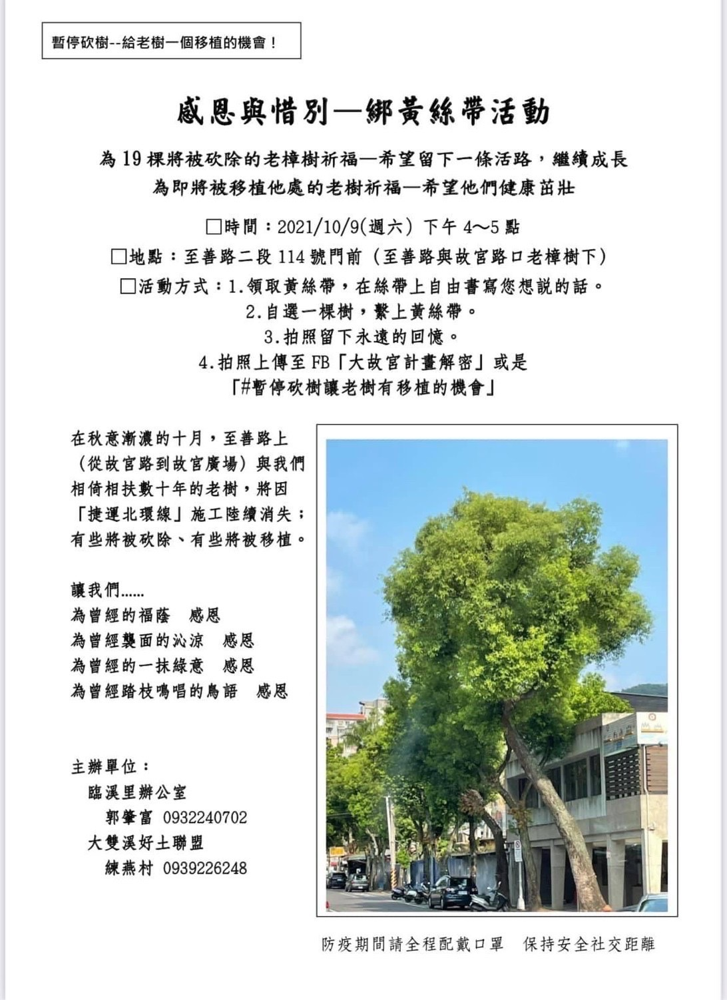 暫停砍樹--給老樹一個移植的機會！
感恩與惜別—綁黃絲帶活動
為 19 棵將被砍除的老樟樹祈福—希望留下一條活路，繼續成長
為即將被移植他處的老樹祈福—希望他們健康茁壯
□時間：2021/10/9(週六) 下午 4～5 點
□地點：至善路二段 114 號門前（至善路與故宮路口老樟樹下）
□活動方式：1.領取黃絲帶，在絲帶上自由書寫您想說的話。
2.自選一棵樹，繫上黃絲帶。
3.拍照留下永遠的回憶。
4.拍照上傳至 FB「大故宮計畫解密」或是
「#暫停砍樹讓老樹有移植的機會」
在秋意漸濃的十月，至善路上
（從故宮路到故宮廣場）與我們
相倚相扶數十年的老樹，將因
「捷運北環線」施工陸續消失；
有些將被砍除、有些將被移植。
讓我們......
為曾經的福蔭　感恩
為曾經襲面的沁涼　感恩
為曾經的一抹綠意　感恩
為曾經踏枝鳴唱的鳥語　感恩
主辦單位：
臨溪里辦公室
郭肇富 0932240702
大雙溪好土聯盟
練燕村 0939226248
防疫期間請全程配戴口罩　保持安全社交距離